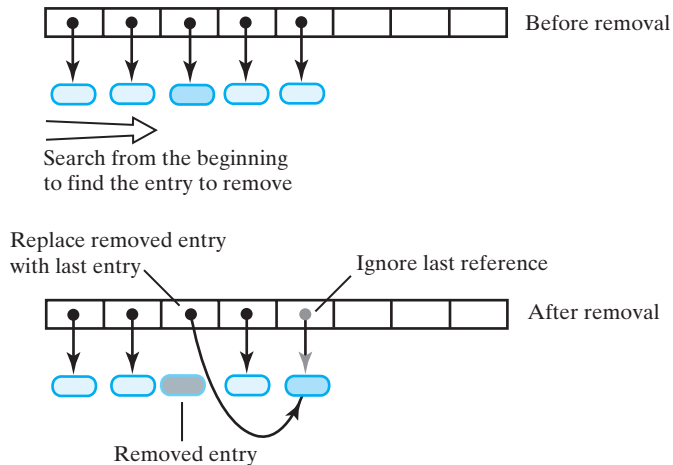 Before removal
Search from the beginning
to find the entry to remove
Replace removed entry
with last entry
Ignore last reference
After removal
Removed entry